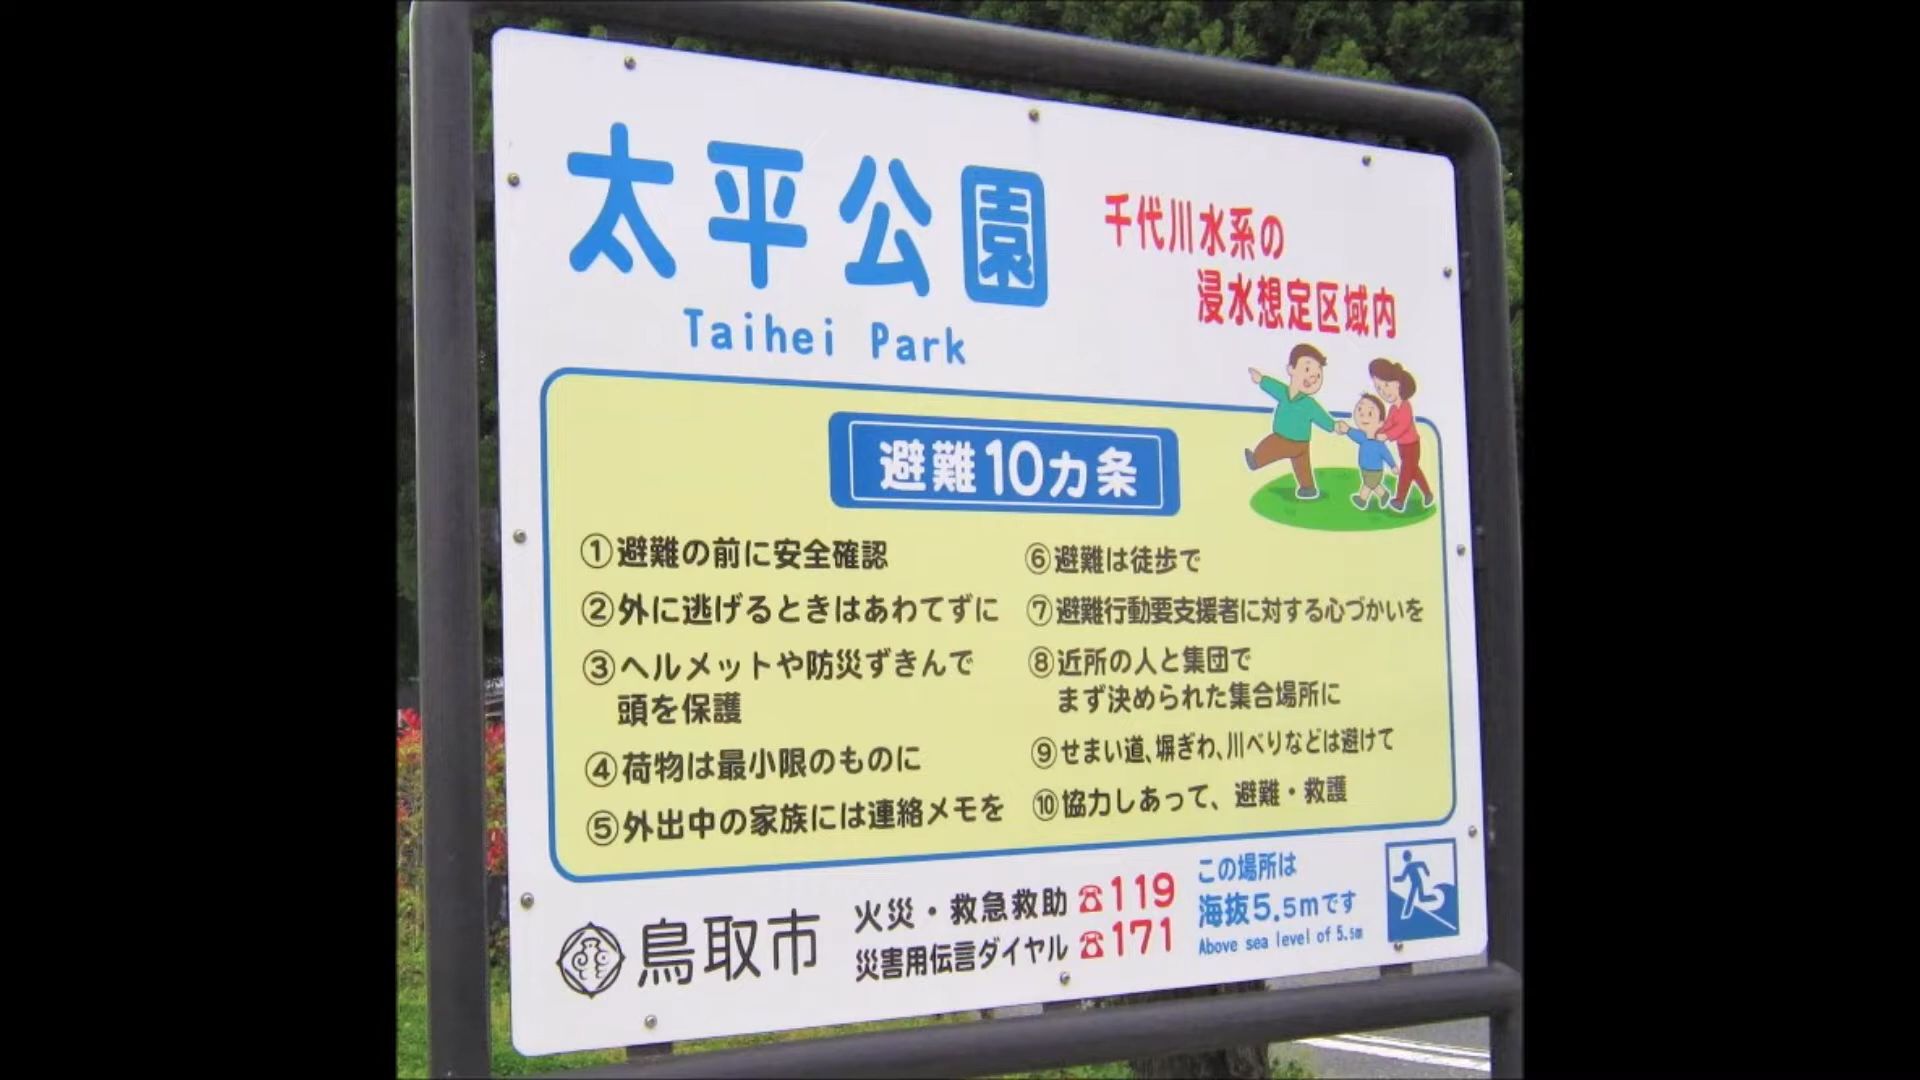 太平公園
Taihei Park
千代川水系の
浸水想定区域内
避難10カ条
①避難の前に安全確認
②外に逃げるときはあわてずに
③ヘルメットや防災ずきんで
頭を保護
④荷物は最小限のものに
⑤外出中の家族には連絡メモを
⑥避難は徒歩で
⑦避難行動要支援者に対する心づかいを
⑧近所の人と集団で
まず決められた集合場所に
⑨せまい道、塀ぎわ、川べりなどは避けて
⑩協力しあって、避難・救護
鳥取市
火災・救急救助 ☎119
災害用伝言ダイヤル ☎171
この場所は
海抜5.5mです
Above sea level of 5.5m